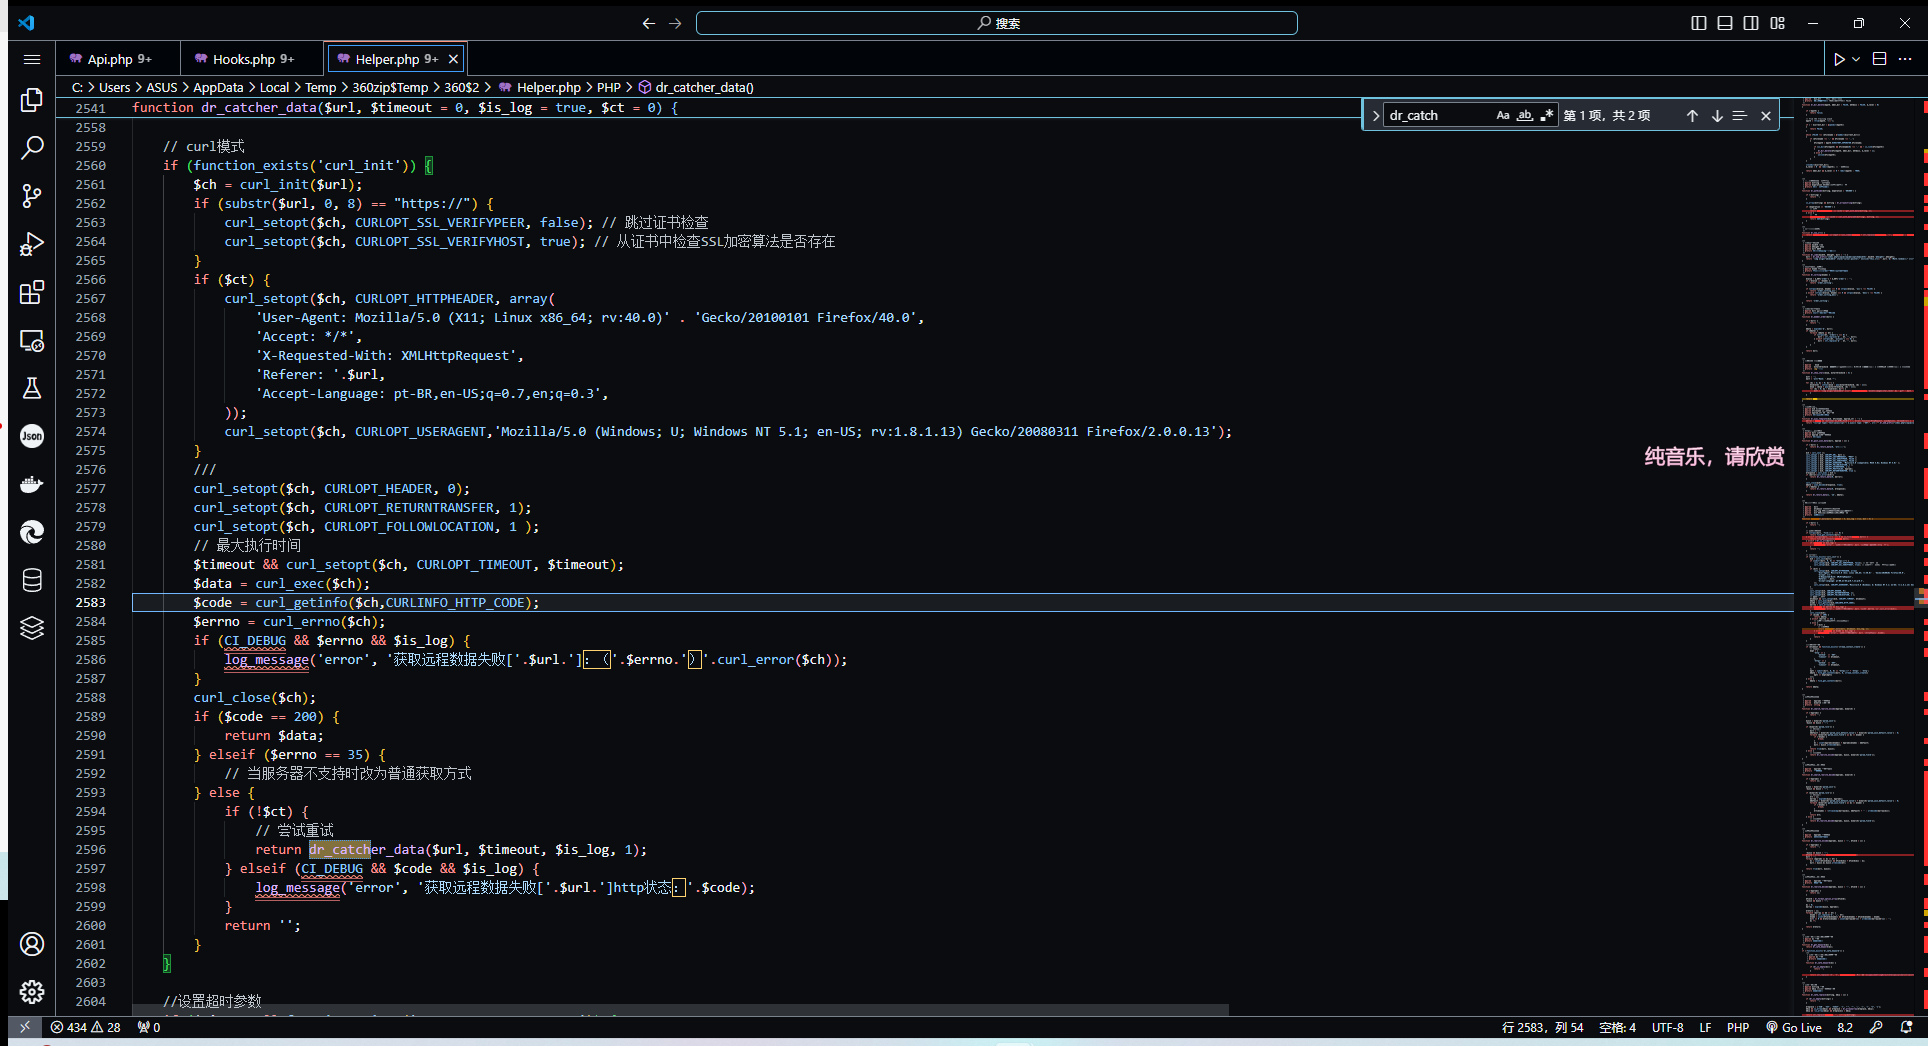 搜索
Api.php 9+
Hooks.php 9+
Helper.php 9+
C: > Users > ASUS > AppData > Local > Temp > 360zip$Temp > 360$2 > Helper.php > PHP > dr_catcher_data()
dr_catch
Aa ab .* 第 1 项，共 2 项
2541 function dr_catcher_data($url, $timeout = 0, $is_log = true, $ct = 0) {
2558
2559 // curl模式
2560 if (function_exists('curl_init')) {
2561 $ch = curl_init($url);
2562 if (substr($url, 0, 8) == "https://") {
2563 curl_setopt($ch, CURLOPT_SSL_VERIFYPEER, false); // 跳过证书检查
2564 curl_setopt($ch, CURLOPT_SSL_VERIFYHOST, true); // 从证书中检查SSL加密算法是否存在
2565 }
2566 if ($ct) {
2567 curl_setopt($ch, CURLOPT_HTTPHEADER, array(
2568 'User-Agent: Mozilla/5.0 (X11; Linux x86_64; rv:40.0)' . 'Gecko/20100101 Firefox/40.0',
2569 'Accept: */*',
2570 'X-Requested-With: XMLHttpRequest',
2571 'Referer: '.$url,
2572 'Accept-Language: pt-BR,en-US;q=0.7,en;q=0.3',
2573 ));
2574 curl_setopt($ch, CURLOPT_USERAGENT,'Mozilla/5.0 (Windows; U; Windows NT 5.1; en-US; rv:1.8.1.13) Gecko/20080311 Firefox/2.0.0.13');
2575 }
2576 ///
2577 curl_setopt($ch, CURLOPT_HEADER, 0);
2578 curl_setopt($ch, CURLOPT_RETURNTRANSFER, 1);
2579 curl_setopt($ch, CURLOPT_FOLLOWLOCATION, 1 );
2580 // 最大执行时间
2581 $timeout && curl_setopt($ch, CURLOPT_TIMEOUT, $timeout);
2582 $data = curl_exec($ch);
2583 $code = curl_getinfo($ch,CURLINFO_HTTP_CODE);
2584 $errno = curl_errno($ch);
2585 if (CI_DEBUG && $errno && $is_log) {
2586 log_message('error', '获取远程数据失败['.$url.']：（'.$errno.'）'.curl_error($ch));
2587 }
2588 curl_close($ch);
2589 if ($code == 200) {
2590 return $data;
2591 } elseif ($errno == 35) {
2592 // 当服务器不支持时改为普通获取方式
2593 } else {
2594 if (!$ct) {
2595 // 尝试重试
2596 return dr_catcher_data($url, $timeout, $is_log, 1);
2597 } elseif (CI_DEBUG && $code && $is_log) {
2598 log_message('error', '获取远程数据失败['.$url.']http状态：'.$code);
2599 }
2600 return '';
2601 }
2602 }
2603
2604 //设置超时参数
纯音乐，请欣赏
Json
434 28 0
行 2583，列 54 空格: 4 UTF-8 LF PHP Go Live 8.2